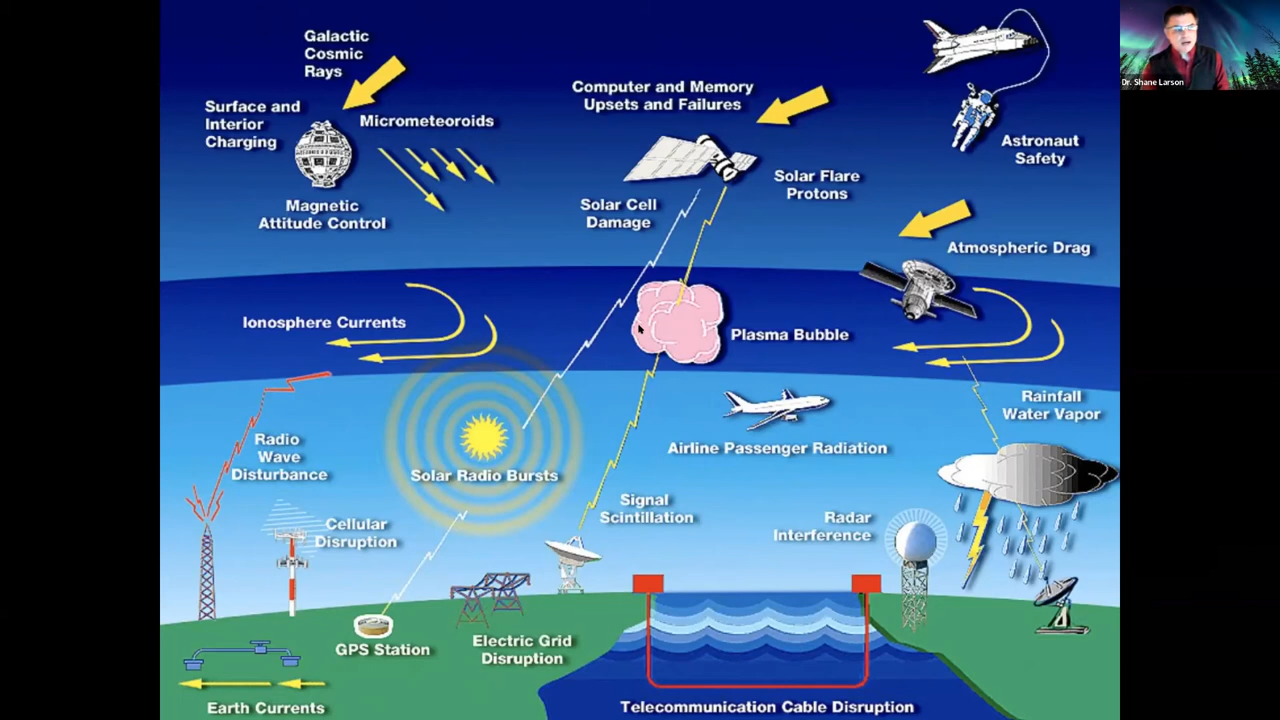 Galactic
Cosmic
Rays
Surface and
Interior
Charging
Micrometeoroids
Magnetic
Attitude Control
Computer and Memory
Upsets and Failures
Solar Cell
Damage
Solar Flare
Protons
Astronaut
Safety
Atmospheric Drag
Ionosphere Currents
Plasma Bubble
Rainfall
Water Vapor
Radio
Wave
Disturbance
Solar Radio Bursts
Airline Passenger Radiation
Cellular
Disruption
Signal
Scintillation
Radar
Interference
GPS Station
Electric Grid
Disruption
Earth Currents
Telecommunication Cable Disruption
Dr. Shane Larson